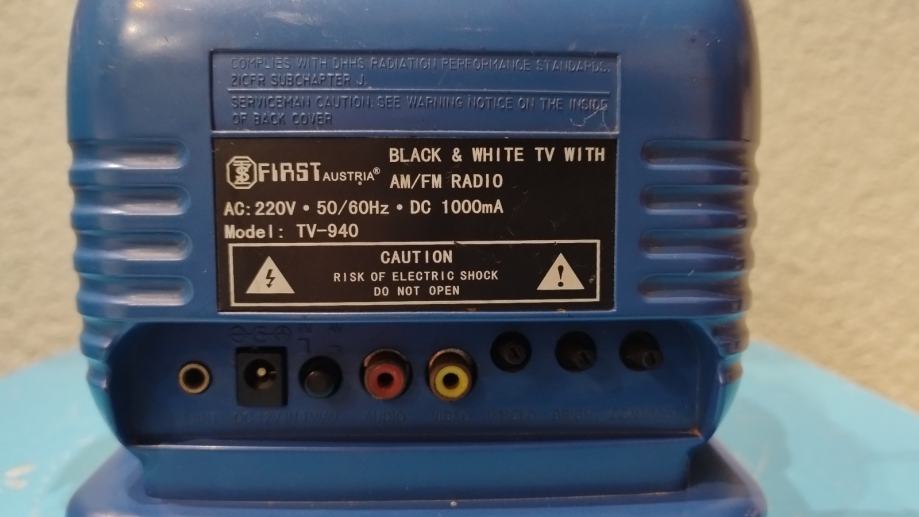 COMPLIES WITH DHHS RADIATION PERFORMANCE STANDARDS,
21CFR SUBCHAPTER J.
SERVICEMAN CAUTION. SEE WARNING NOTICE ON THE INSIDE
OF BACK COVER
FIRST AUSTRIA®
BLACK & WHITE TV WITH
AM/FM RADIO
AC: 220V • 50/60Hz • DC 1000mA
Model: TV-940
CAUTION
RISK OF ELECTRIC SHOCK
DO NOT OPEN
AUDIO VIDEO